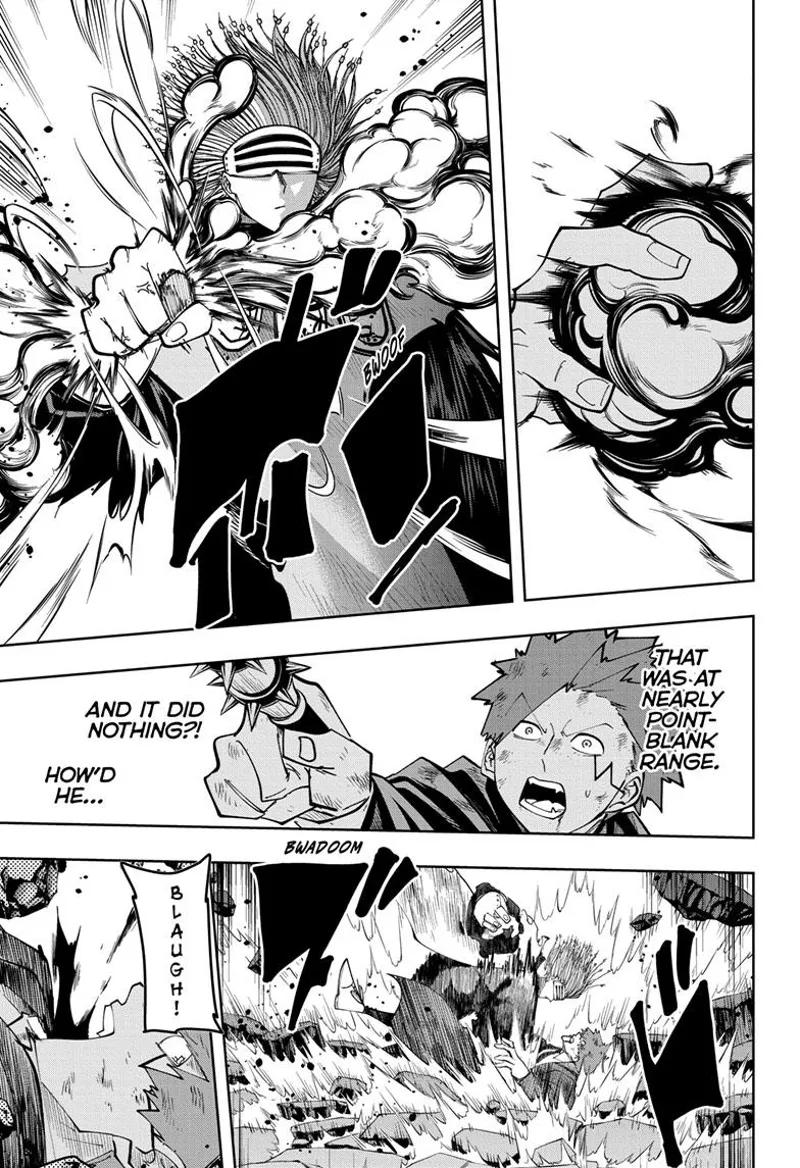 BWOOF
THAT
WAS AT
NEARLY
POINT-
BLANK
RANGE.
AND IT DID
NOTHING?!
HOW'D
HE...
BWADOOM
BLAUGH!